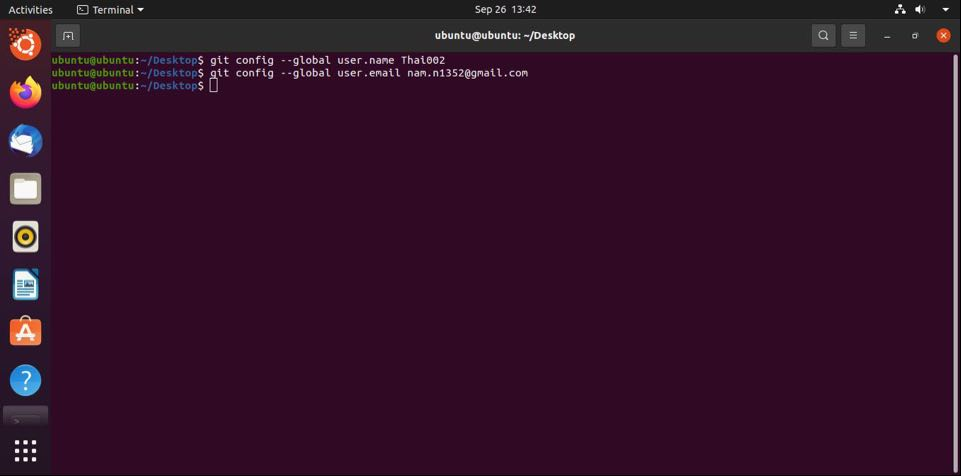 Activities
Terminal
Sep 26 13:42
ubuntu@ubuntu: ~/Desktop
ubuntu@ubuntu:~/Desktop$ git config --global user.name Thai002
ubuntu@ubuntu:~/Desktop$ git config --global user.email nam.n1352@gmail.com
ubuntu@ubuntu:~/Desktop$